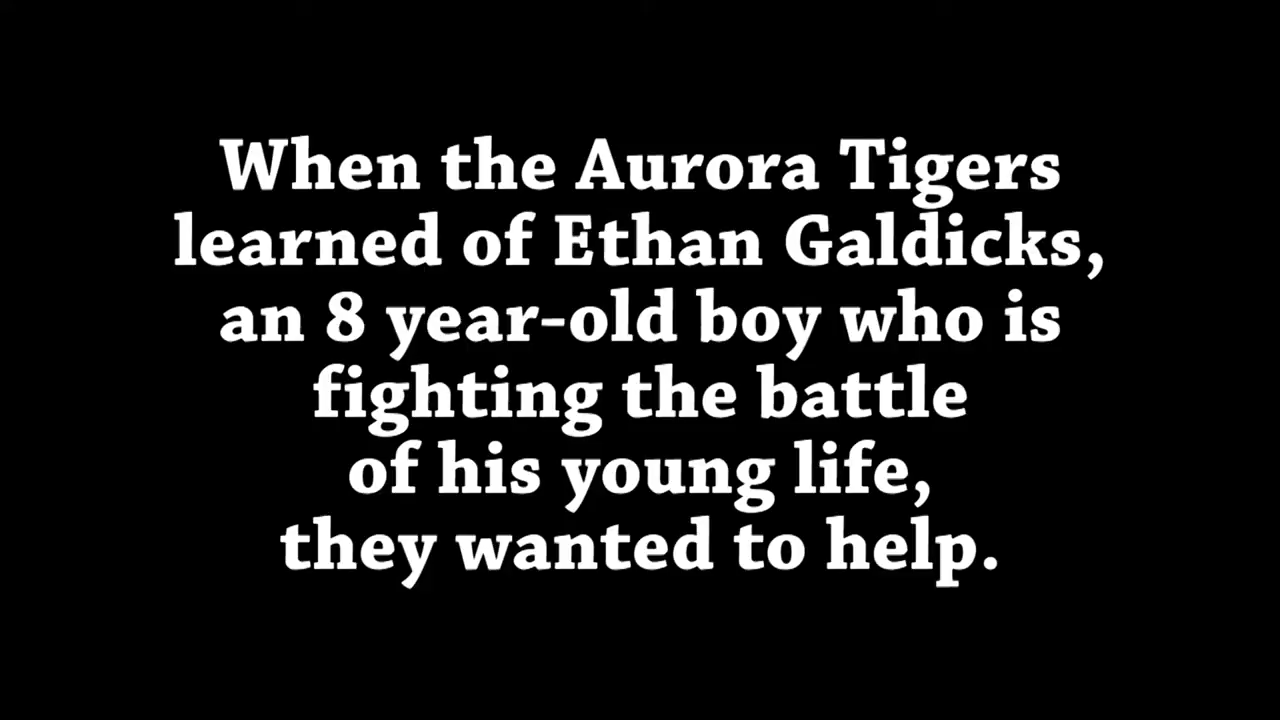 When the Aurora Tigers
learned of Ethan Galdicks,
an 8 year-old boy who is
fighting the battle
of his young life,
they wanted to help.